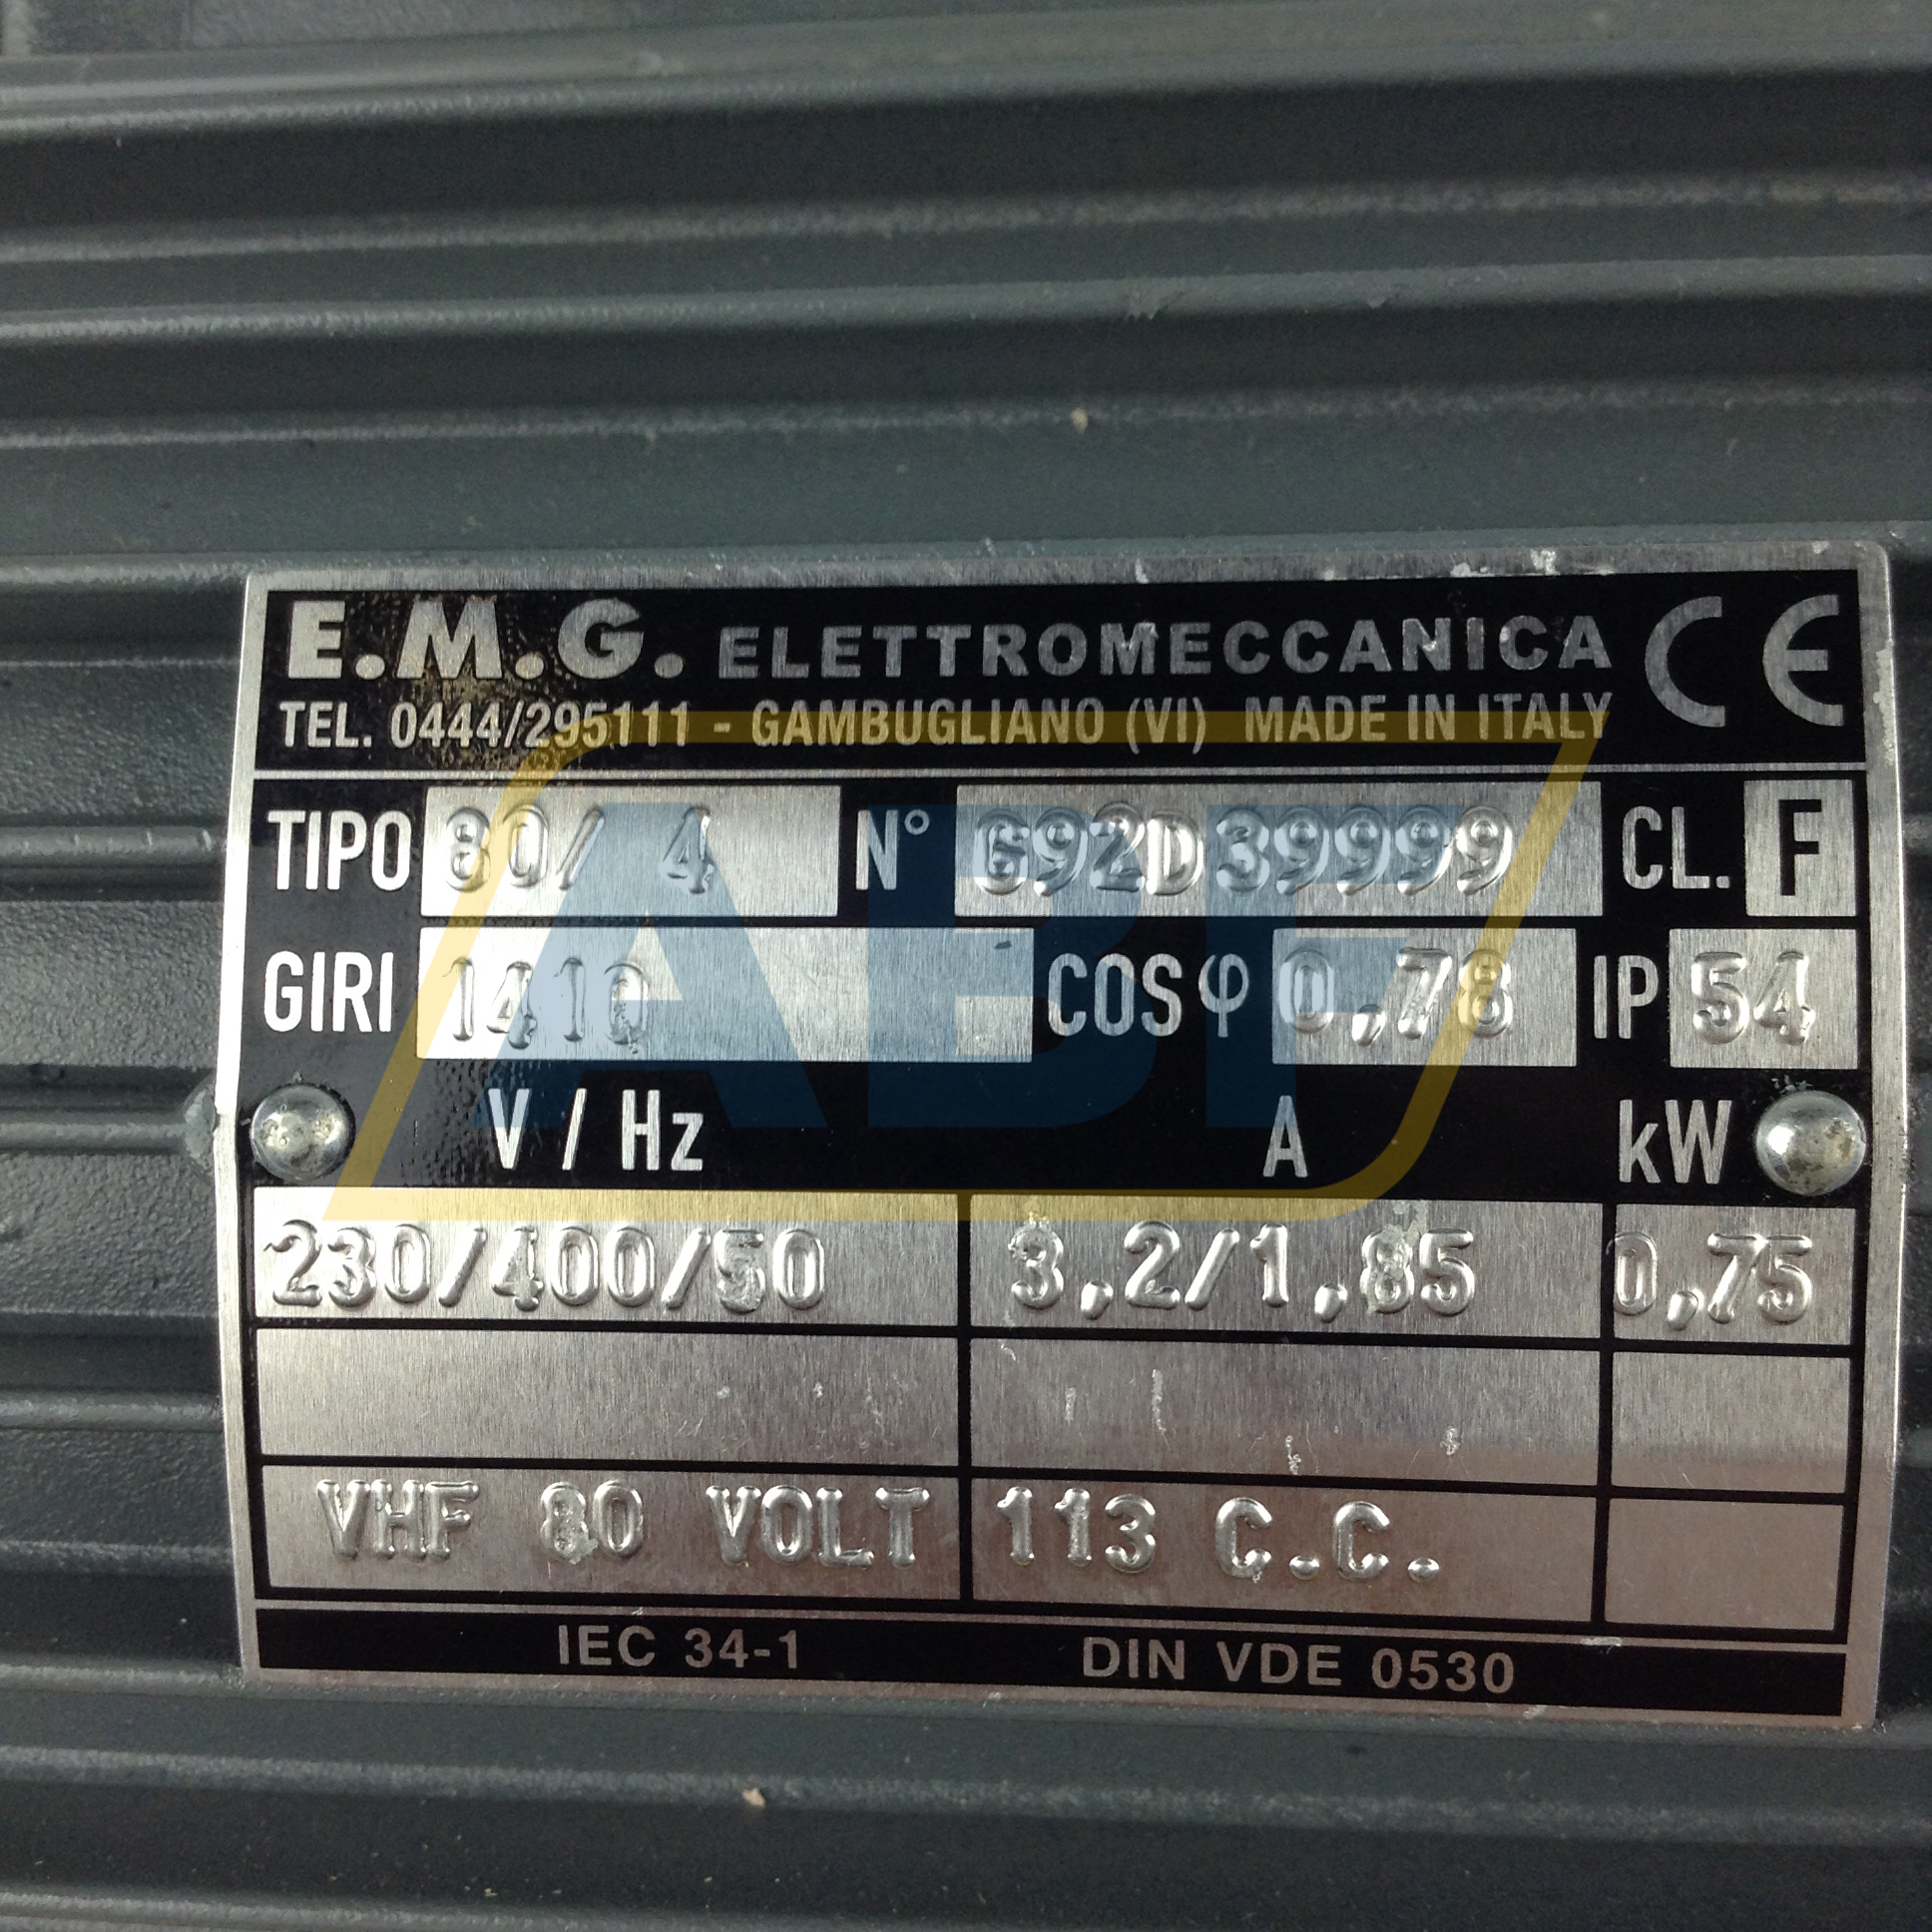 E.M.G. ELETTROMECCANICA CE
TEL. 0444/295111 - GAMBUGLIANO (VI) MADE IN ITALY
TIPO 80/ 4 N° G92D39999 CL. F
GIRI 1410 COSφ 0,78 IP 54
V / Hz A kW
230/400/50 3,2/1,85 0,75
VHF 80 VOLT 113 C.C.
IEC 34-1 DIN VDE 0530
ABF